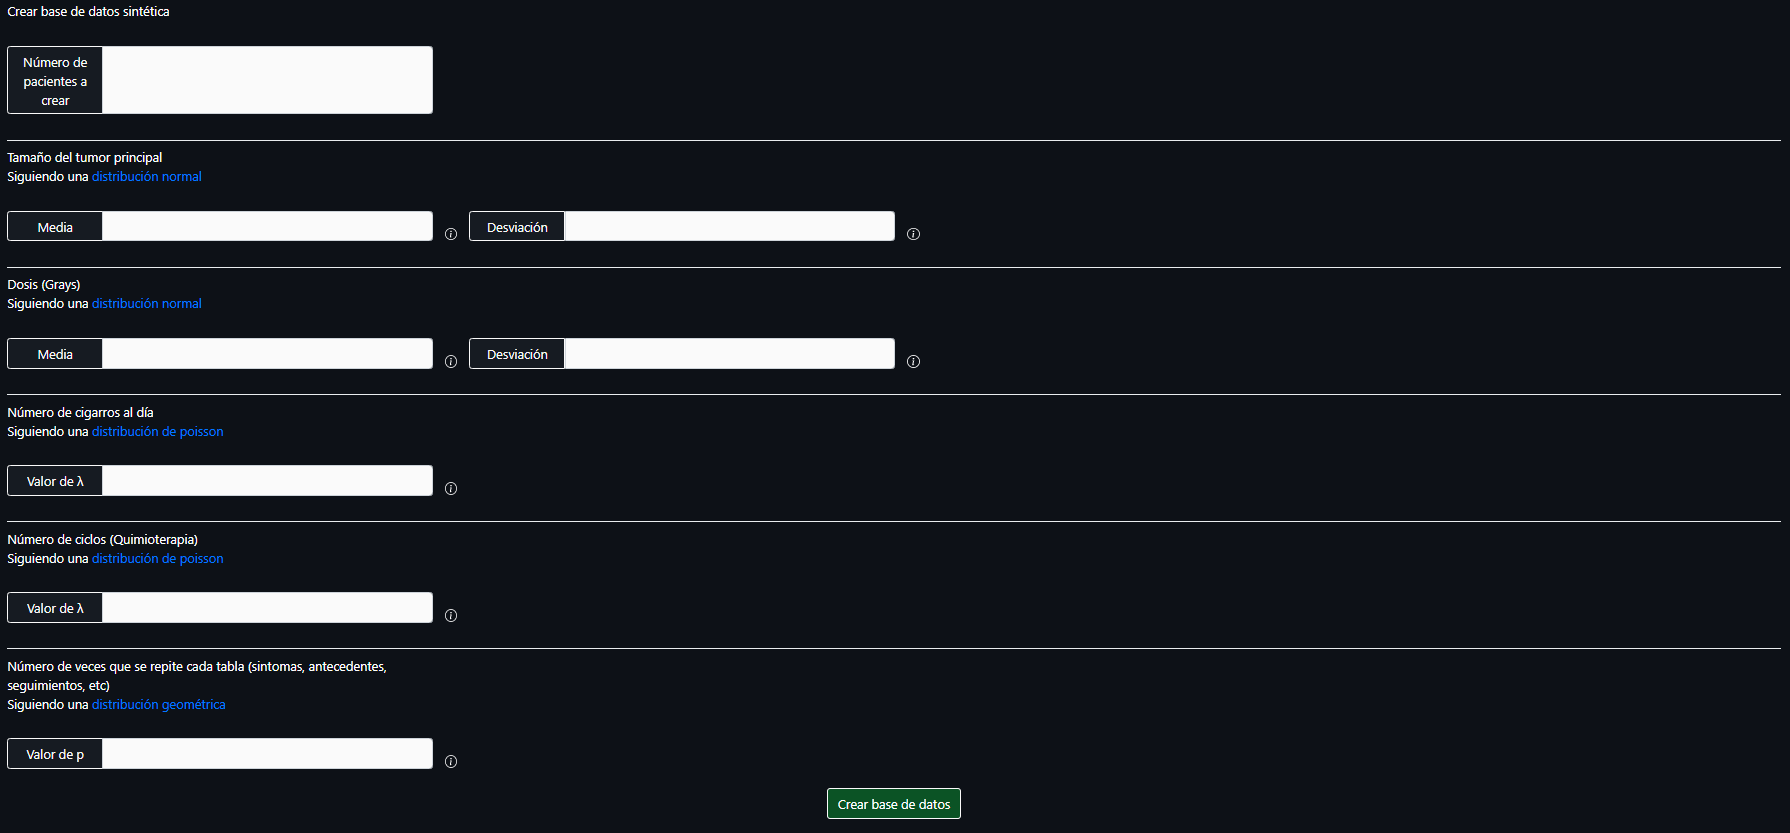 Crear base de datos sintética
Número de
pacientes a
crear
Tamaño del tumor principal
Siguiendo una distribución normal
Media
Desviación
Dosis (Grays)
Siguiendo una distribución normal
Media
Desviación
Número de cigarros al día
Siguiendo una distribución de poisson
Valor de λ
Número de ciclos (Quimioterapia)
Siguiendo una distribución de poisson
Valor de λ
Número de veces que se repite cada tabla (sintomas, antecedentes,
seguimientos, etc)
Siguiendo una distribución geométrica
Valor de p
Crear base de datos